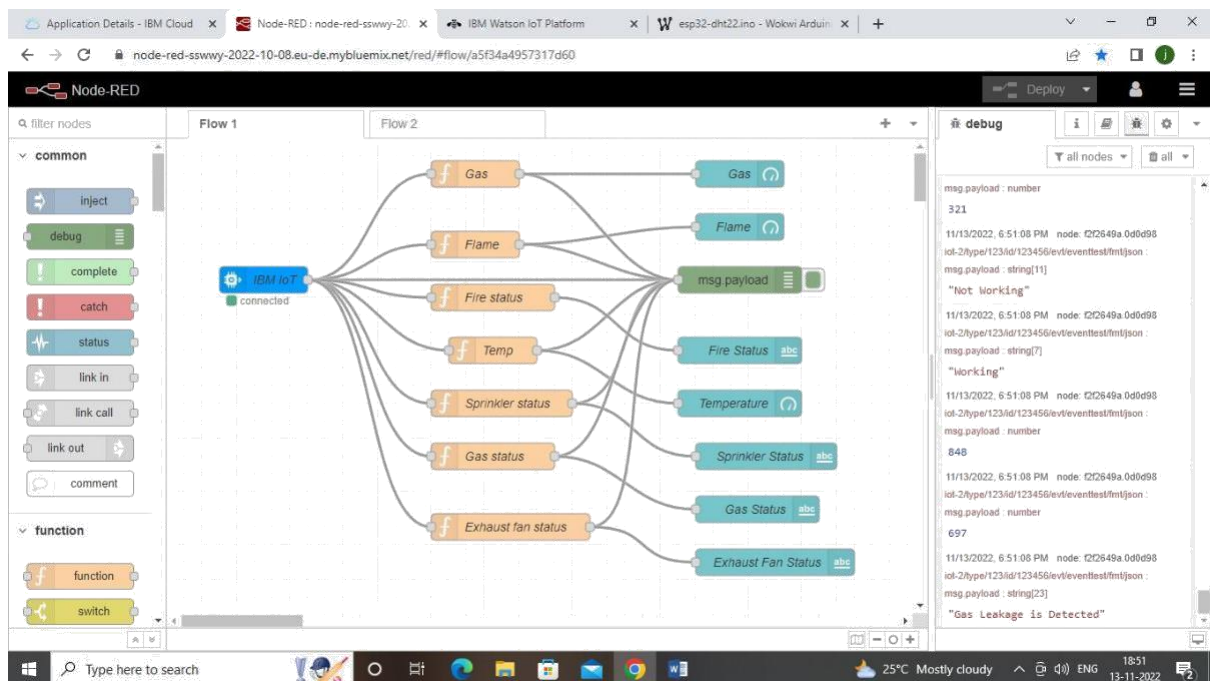 Application Details - IBM Cloud
Node-RED : node-red-sswwy-20.
IBM Watson IoT Platform
esp32-dht22.ino - Wokwi Arduin
node-red-sswwy-2022-10-08.eu-de.mybluemix.net/red/#flow/a5f34a4957317d60
j
Node-RED
Deploy
filter nodes
Flow 1
Flow 2
debug
i
all nodes
all
common
inject
debug
complete
catch
status
link in
link call
link out
comment
function
function
switch
IBM IoT
connected
Gas
Flame
Fire status
Temp
Sprinkler status
Gas status
Exhaust fan status
Gas
Flame
msg.payload
Fire Status abc
Temperature
Sprinkler Status abc
Gas Status abc
Exhaust Fan Status abc
msg.payload : number
321
11/13/2022, 6:51:08 PM node: f2f2649a.0d0d98
iot-2/type/123/id/123456/evt/eventtest/fmt/json :
msg.payload : string[11]
"Not Working"
11/13/2022, 6:51:08 PM node: f2f2649a.0d0d98
iot-2/type/123/id/123456/evt/eventtest/fmt/json :
msg.payload : string[7]
"Working"
11/13/2022, 6:51:08 PM node: f2f2649a.0d0d98
iot-2/type/123/id/123456/evt/eventtest/fmt/json :
msg.payload : number
848
11/13/2022, 6:51:08 PM node: f2f2649a.0d0d98
iot-2/type/123/id/123456/evt/eventtest/fmt/json :
msg.payload : number
697
11/13/2022, 6:51:08 PM node: f2f2649a.0d0d98
iot-2/type/123/id/123456/evt/eventtest/fmt/json :
msg.payload : string[23]
"Gas Leakage is Detected"
Type here to search
25°C Mostly cloudy
ENG
18:51
13-11-2022
2